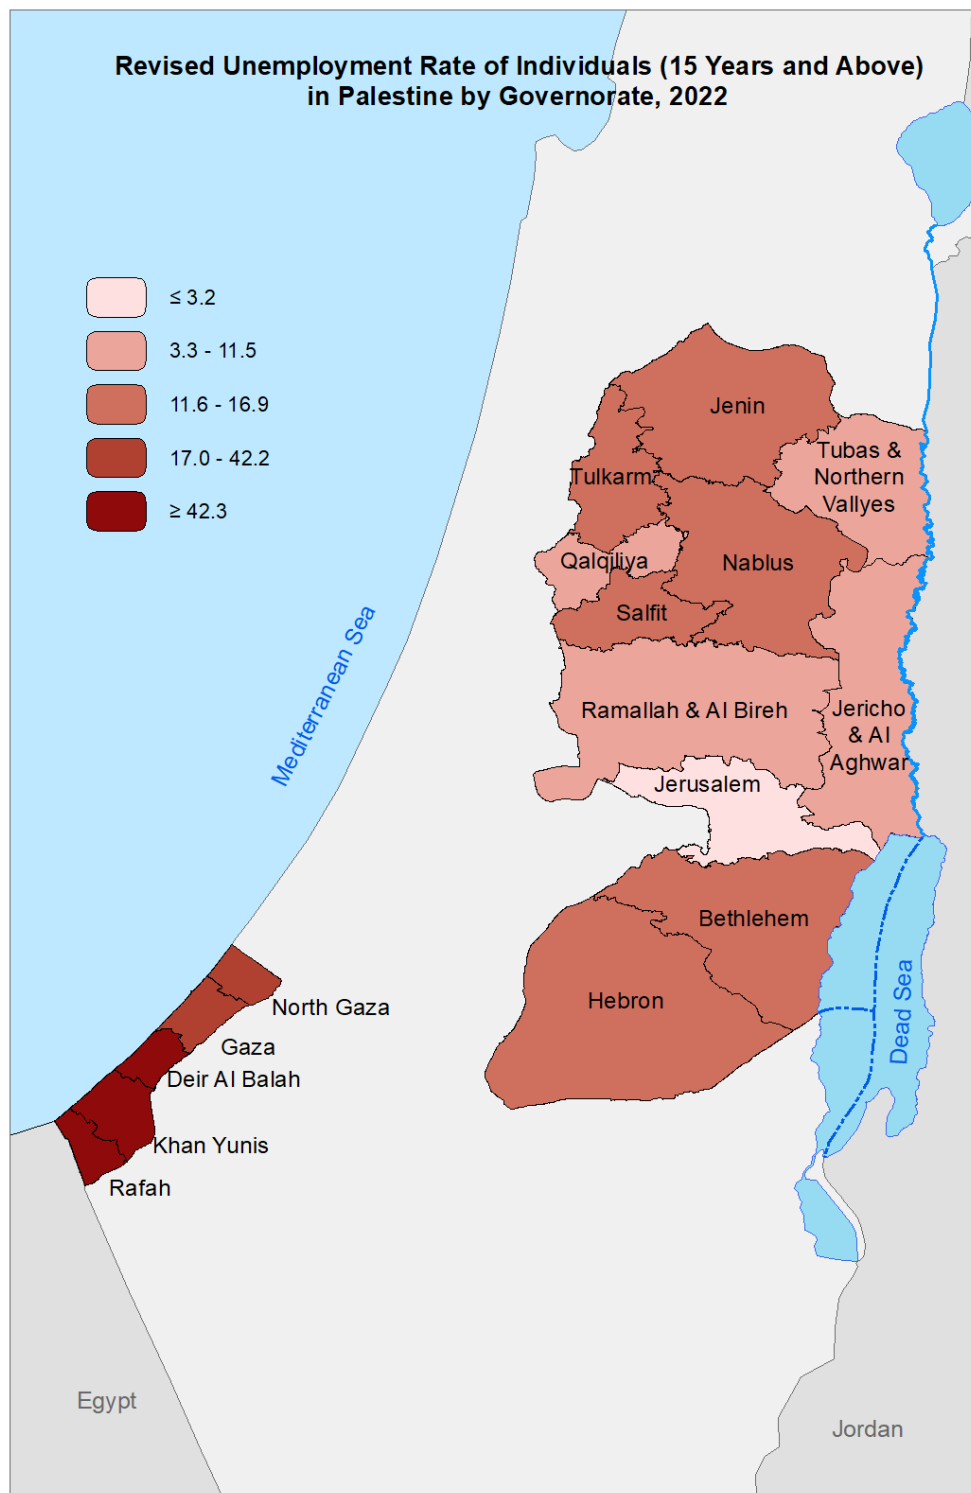 Revised Unemployment Rate of Individuals (15 Years and Above)
in Palestine by Governorate, 2022
≤ 3.2
3.3 - 11.5
11.6 - 16.9
17.0 - 42.2
≥ 42.3
Jenin
Tubas &
Northern
Vallyes
Tulkarm
Qalqiliya
Nablus
Salfit
Ramallah & Al Bireh
Jericho
& Al
Aghwar
Jerusalem
Mediterranean Sea
Bethlehem
Hebron
Dead Sea
North Gaza
Gaza
Deir Al Balah
Khan Yunis
Rafah
Egypt
Jordan